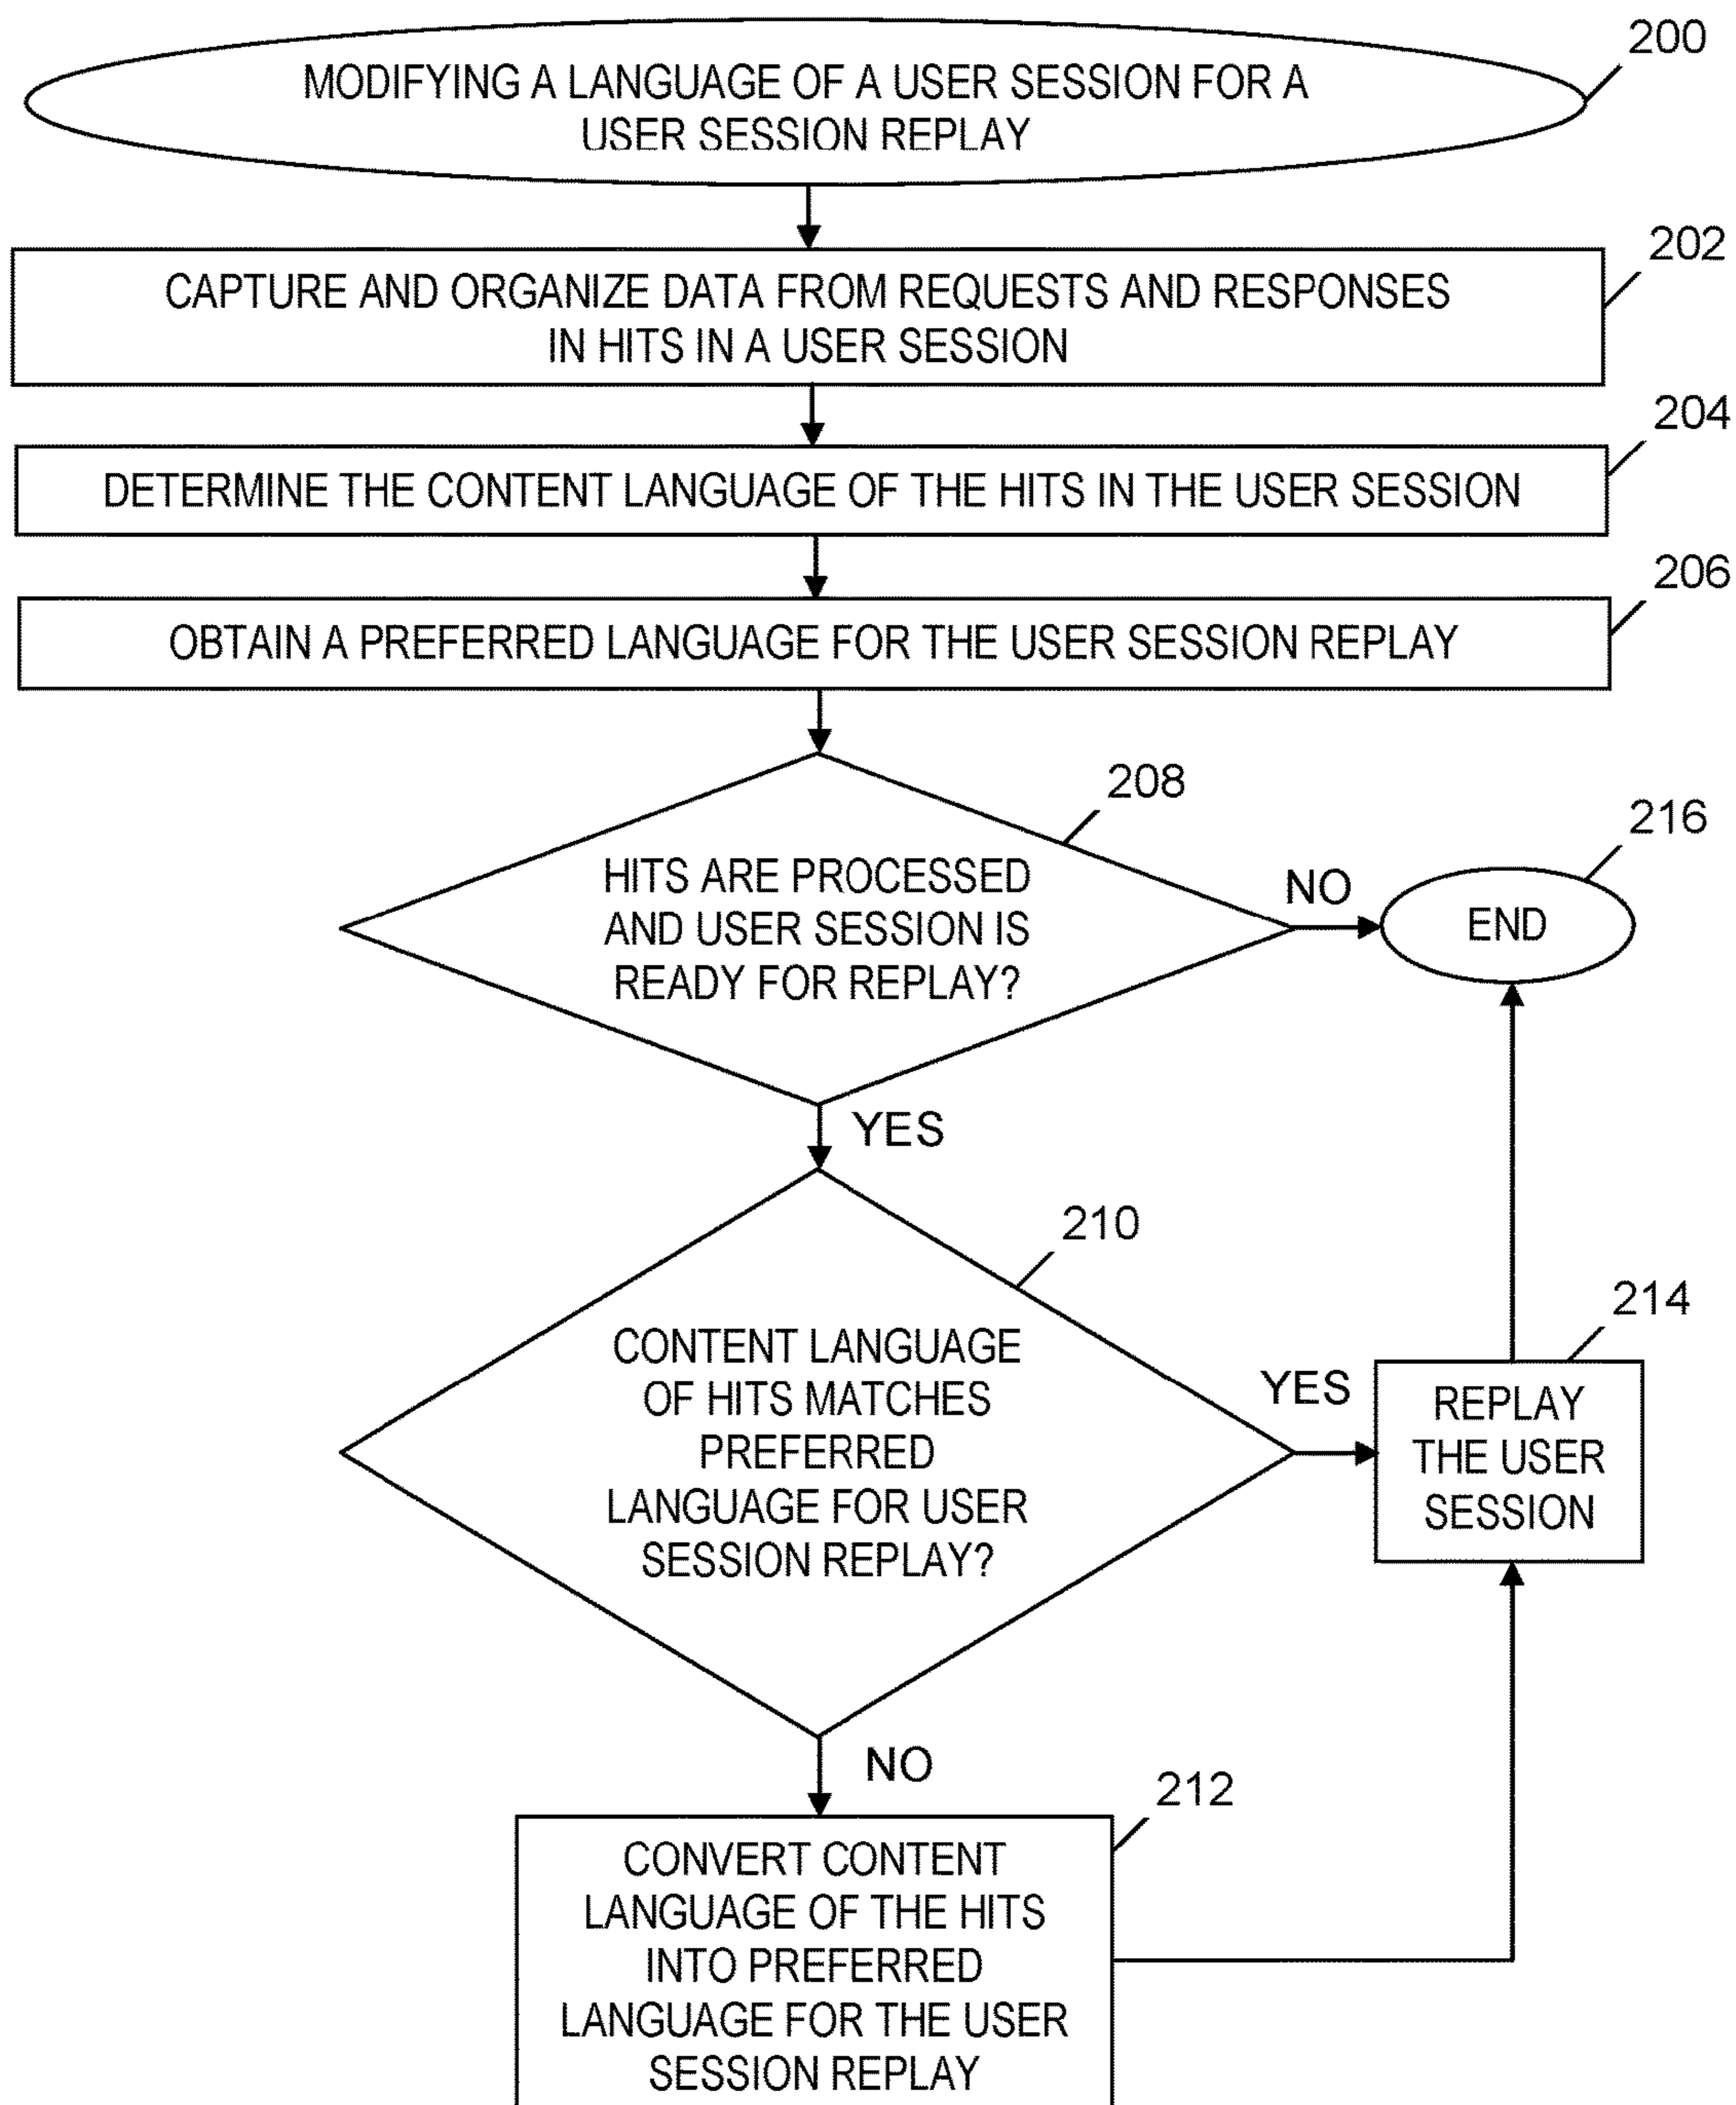 200
MODIFYING A LANGUAGE OF A USER SESSION FOR A
USER SESSION REPLAY
202
CAPTURE AND ORGANIZE DATA FROM REQUESTS AND RESPONSES
IN HITS IN A USER SESSION
204
DETERMINE THE CONTENT LANGUAGE OF THE HITS IN THE USER SESSION
206
OBTAIN A PREFERRED LANGUAGE FOR THE USER SESSION REPLAY
208
HITS ARE PROCESSED
AND USER SESSION IS
READY FOR REPLAY?
NO
216
END
YES
210
CONTENT LANGUAGE
OF HITS MATCHES
PREFERRED
LANGUAGE FOR USER
SESSION REPLAY?
YES
214
REPLAY
THE USER
SESSION
NO
212
CONVERT CONTENT
LANGUAGE OF THE HITS
INTO PREFERRED
LANGUAGE FOR THE USER
SESSION REPLAY